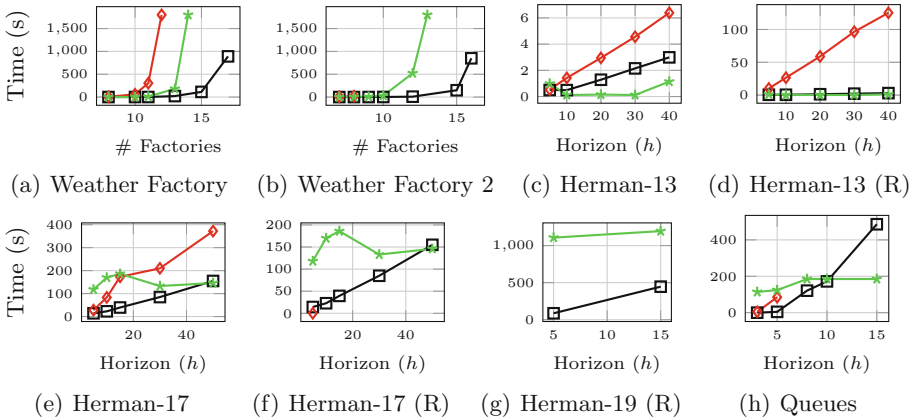 Time (s)
1,500
1,000
500
0
10
15
# Factories
(a) Weather Factory
1,500
1,000
500
0
10
15
# Factories
(b) Weather Factory 2
6
4
2
0
10 20 30 40
Horizon (h)
(c) Herman-13
100
50
0
10 20 30 40
Horizon (h)
(d) Herman-13 (R)
Time (s)
400
300
200
100
0
20 40
Horizon (h)
(e) Herman-17
200
150
100
50
0
20 40
Horizon (h)
(f) Herman-17 (R)
1,000
500
0
5 10 15
Horizon (h)
(g) Herman-19 (R)
400
200
0
5 10 15
Horizon (h)
(h) Queues